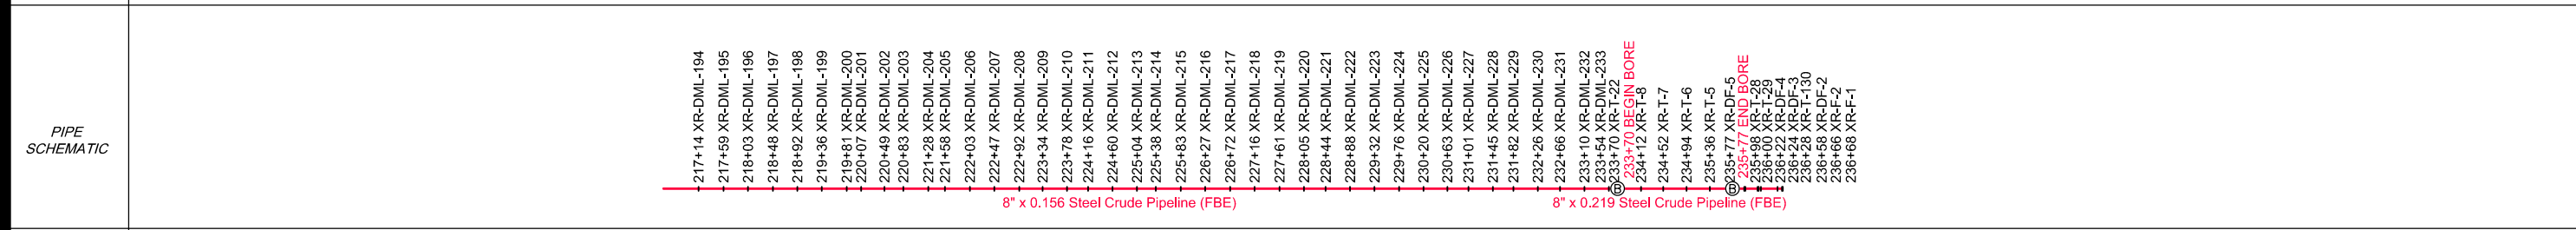 PIPE
SCHEMATIC
217+14 XR-DML-194
217+59 XR-DML-195
218+03 XR-DML-196
218+48 XR-DML-197
218+92 XR-DML-198
219+36 XR-DML-199
219+81 XR-DML-200
220+07 XR-DML-201
220+49 XR-DML-202
220+83 XR-DML-203
221+28 XR-DML-204
221+58 XR-DML-205
222+03 XR-DML-206
222+47 XR-DML-207
222+92 XR-DML-208
223+34 XR-DML-209
223+78 XR-DML-210
224+16 XR-DML-211
224+60 XR-DML-212
225+04 XR-DML-213
225+38 XR-DML-214
225+83 XR-DML-215
226+27 XR-DML-216
226+72 XR-DML-217
227+16 XR-DML-218
227+61 XR-DML-219
228+05 XR-DML-220
228+44 XR-DML-221
228+88 XR-DML-222
229+32 XR-DML-223
229+76 XR-DML-224
230+20 XR-DML-225
230+63 XR-DML-226
231+01 XR-DML-227
231+45 XR-DML-228
231+82 XR-DML-229
232+26 XR-DML-230
232+66 XR-DML-231
233+10 XR-DML-232
233+54 XR-DML-233
233+70 XR-T-22
233+70 BEGIN BORE
234+12 XR-T-8
234+52 XR-T-7
234+94 XR-T-6
235+36 XR-T-5
235+77 XR-DF-5
235+77 END BORE
235+98 XR-T-28
236+00 XR-T-29
236+22 XR-DF-4
236+24 XR-DF-3
236+28 XR-T-130
236+58 XR-DF-2
236+66 XR-F-2
236+68 XR-F-1
B
B
8" x 0.156 Steel Crude Pipeline (FBE)
8" x 0.219 Steel Crude Pipeline (FBE)